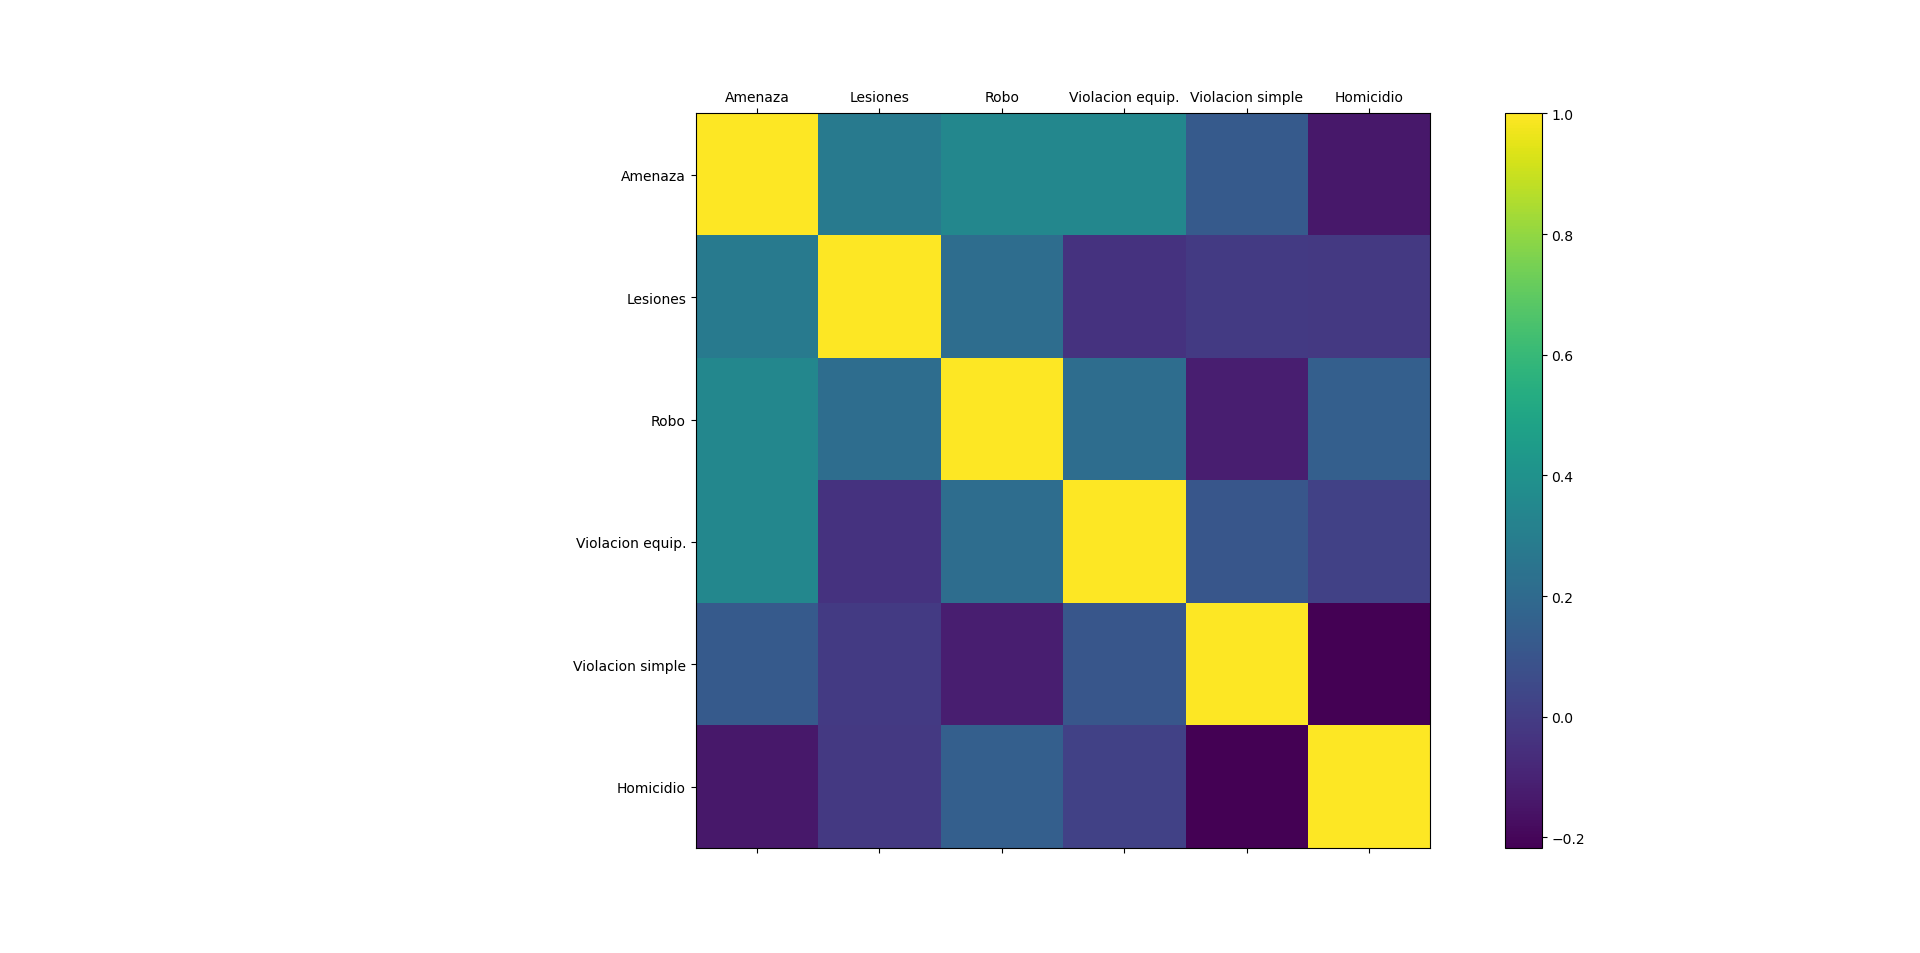 Amenaza Lesiones Robo Violacion equip. Violacion simple Homicidio
Amenaza
Lesiones
Robo
Violacion equip.
Violacion simple
Homicidio
1.0
0.8
0.6
0.4
0.2
0.0
−0.2